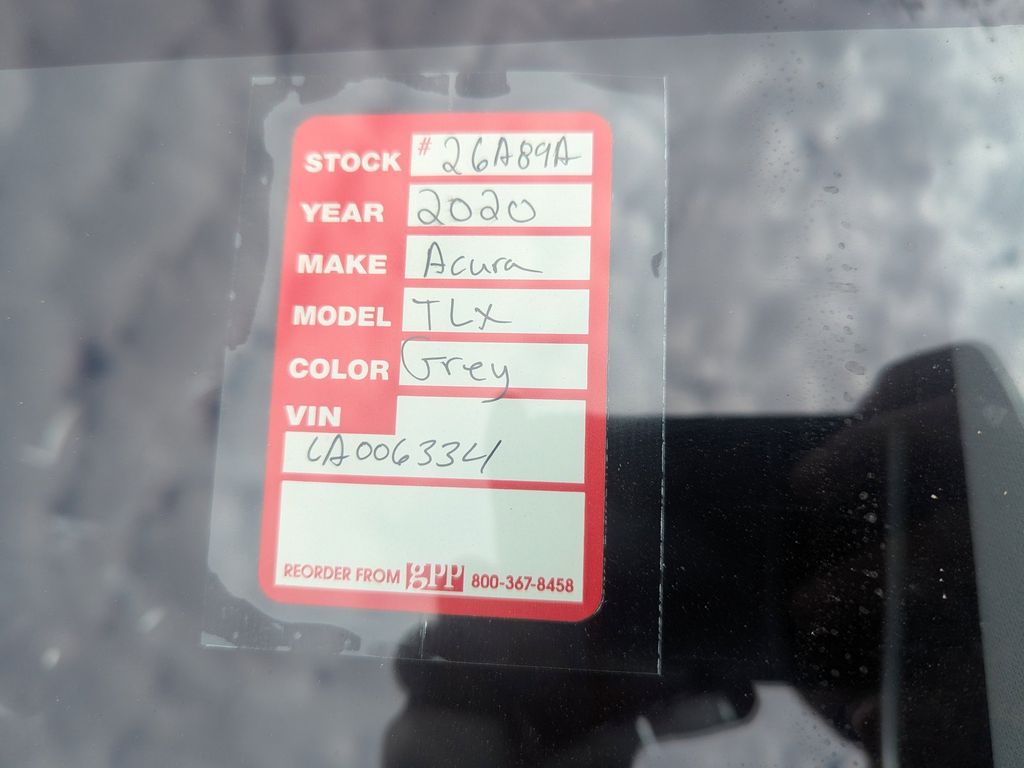 STOCK # 26A89A
YEAR 2020
MAKE Acura
MODEL TLX
COLOR Grey
VIN
LA006334
REORDER FROM gpp 800-367-8458